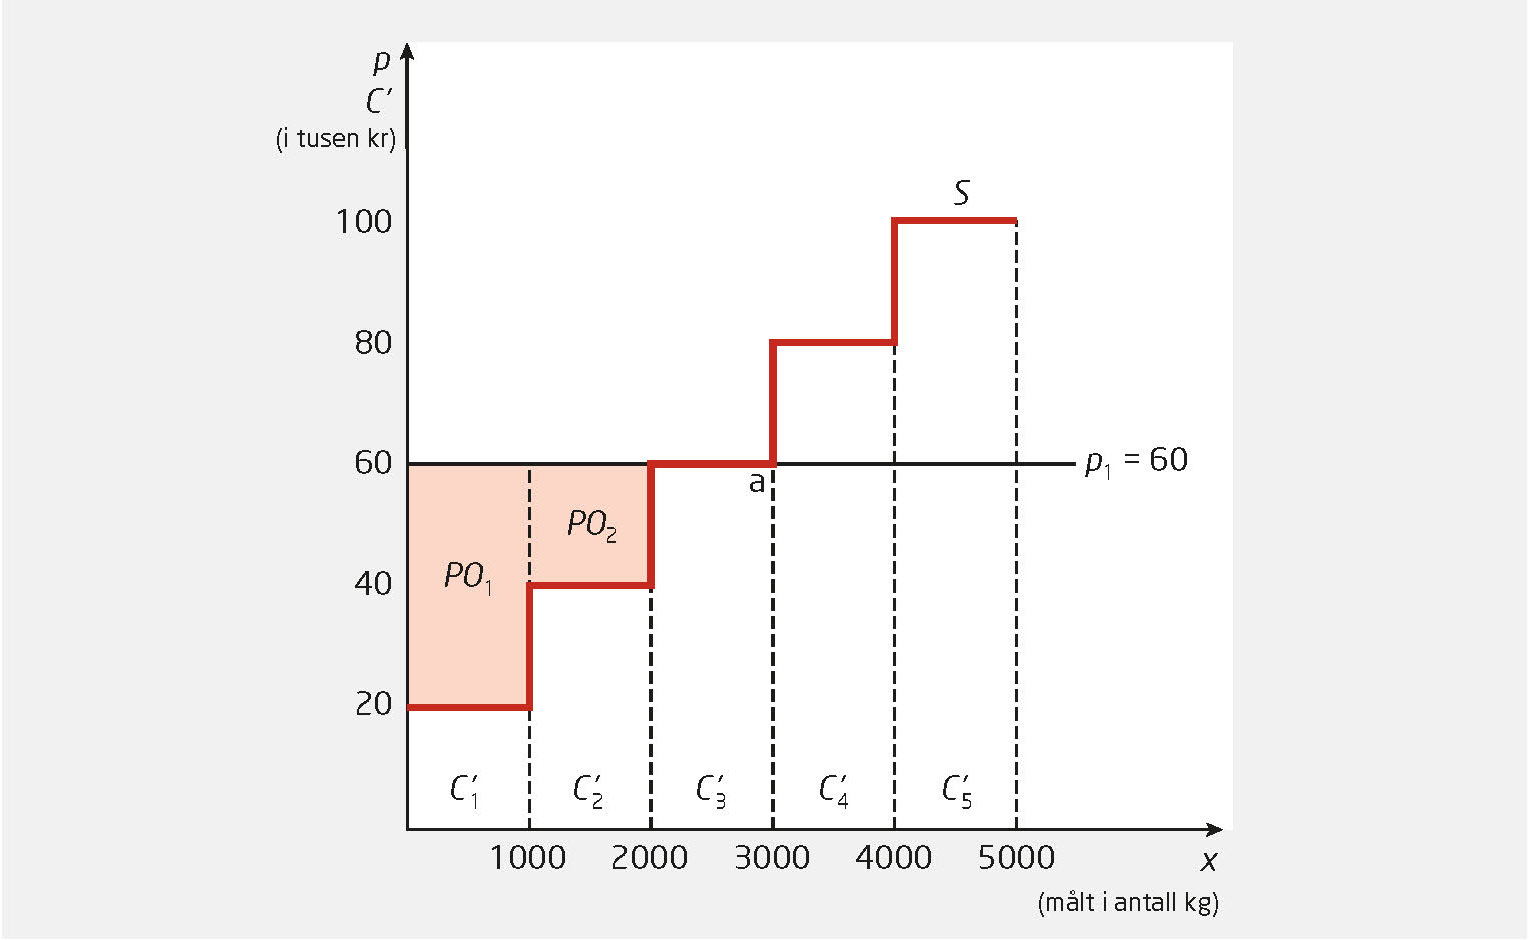 p
C′
(i tusen kr)
S
100
80
60
p₁ = 60
a
PO₂
PO₁
40
20
C′₁ C′₂ C′₃ C′₄ C′₅
1000 2000 3000 4000 5000 x
(målt i antall kg)